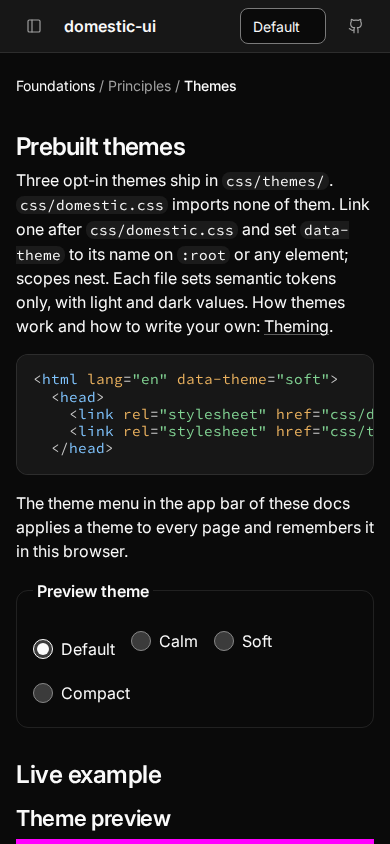 domestic-ui
Default
Foundations / Principles / Themes
Prebuilt themes
Three opt-in themes ship in css/themes/.
css/domestic.css imports none of them. Link
one after css/domestic.css and set data-
theme to its name on :root or any element;
scopes nest. Each file sets semantic tokens
only, with light and dark values. How themes
work and how to write your own: Theming.
<html lang="en" data-theme="soft">
<head>
<link rel="stylesheet" href="css/d
<link rel="stylesheet" href="css/t
</head>
The theme menu in the app bar of these docs
applies a theme to every page and remembers it
in this browser.
Preview theme
Default Calm Soft
Compact
Live example
Theme preview